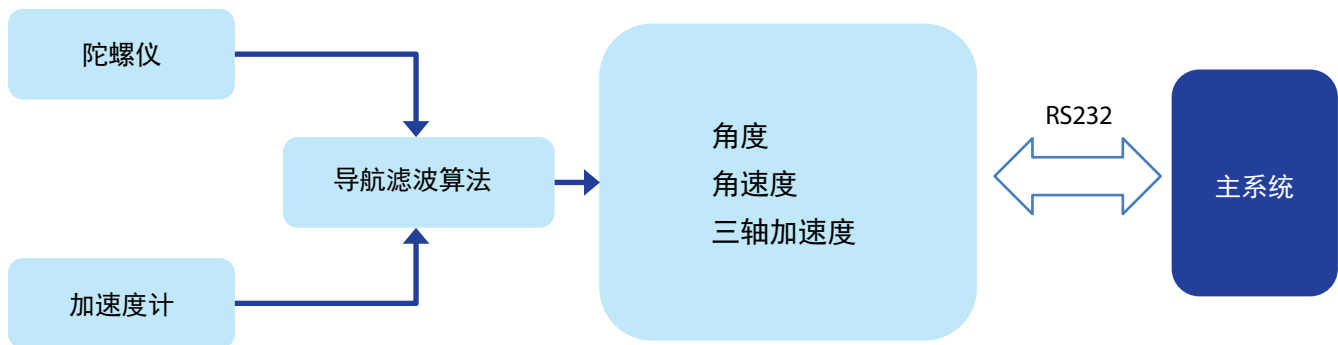 陀螺仪
导航滤波算法
加速度计
角度
角速度
三轴加速度
RS232
主系统